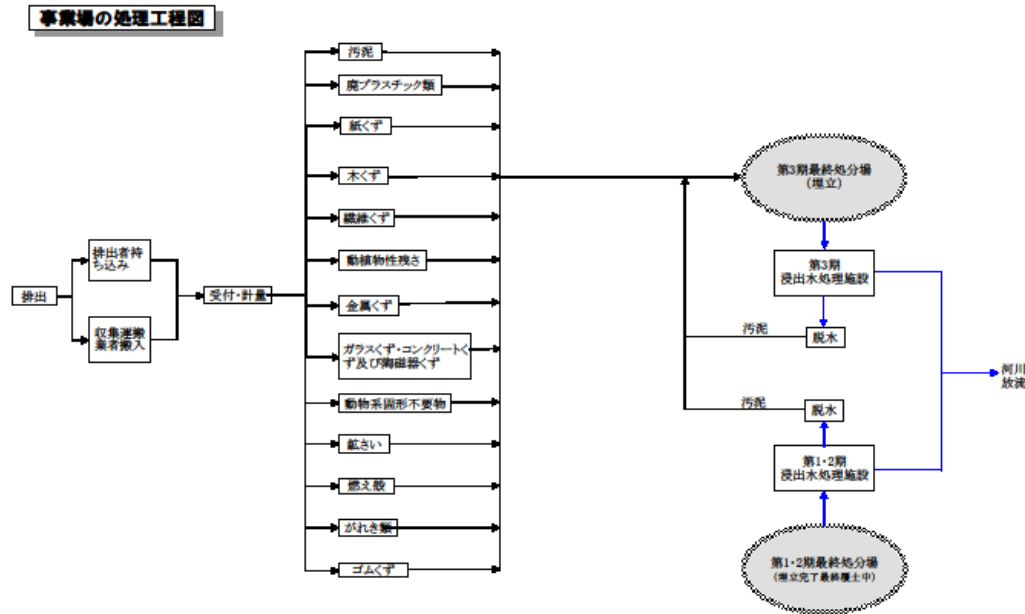 事業場の処理工程図
汚泥
廃プラスチック類
紙くず
木くず
繊維くず
動植物性残さ
金属くず
ガラスくず・コンクリートく
ず及び陶磁器くず
動物系固形不要物
鉱さい
燃え殻
がれき類
ゴムくず
排出
排出者持
ち込み
収集運搬
業者搬入
受付・計量
第3期最終処分場
(埋立)
第3期
浸出水処理施設
汚泥
脱水
汚泥
脱水
第1・2期
浸出水処理施設
第1・2期最終処分場
(埋立完了最終覆土中)
河川
放流